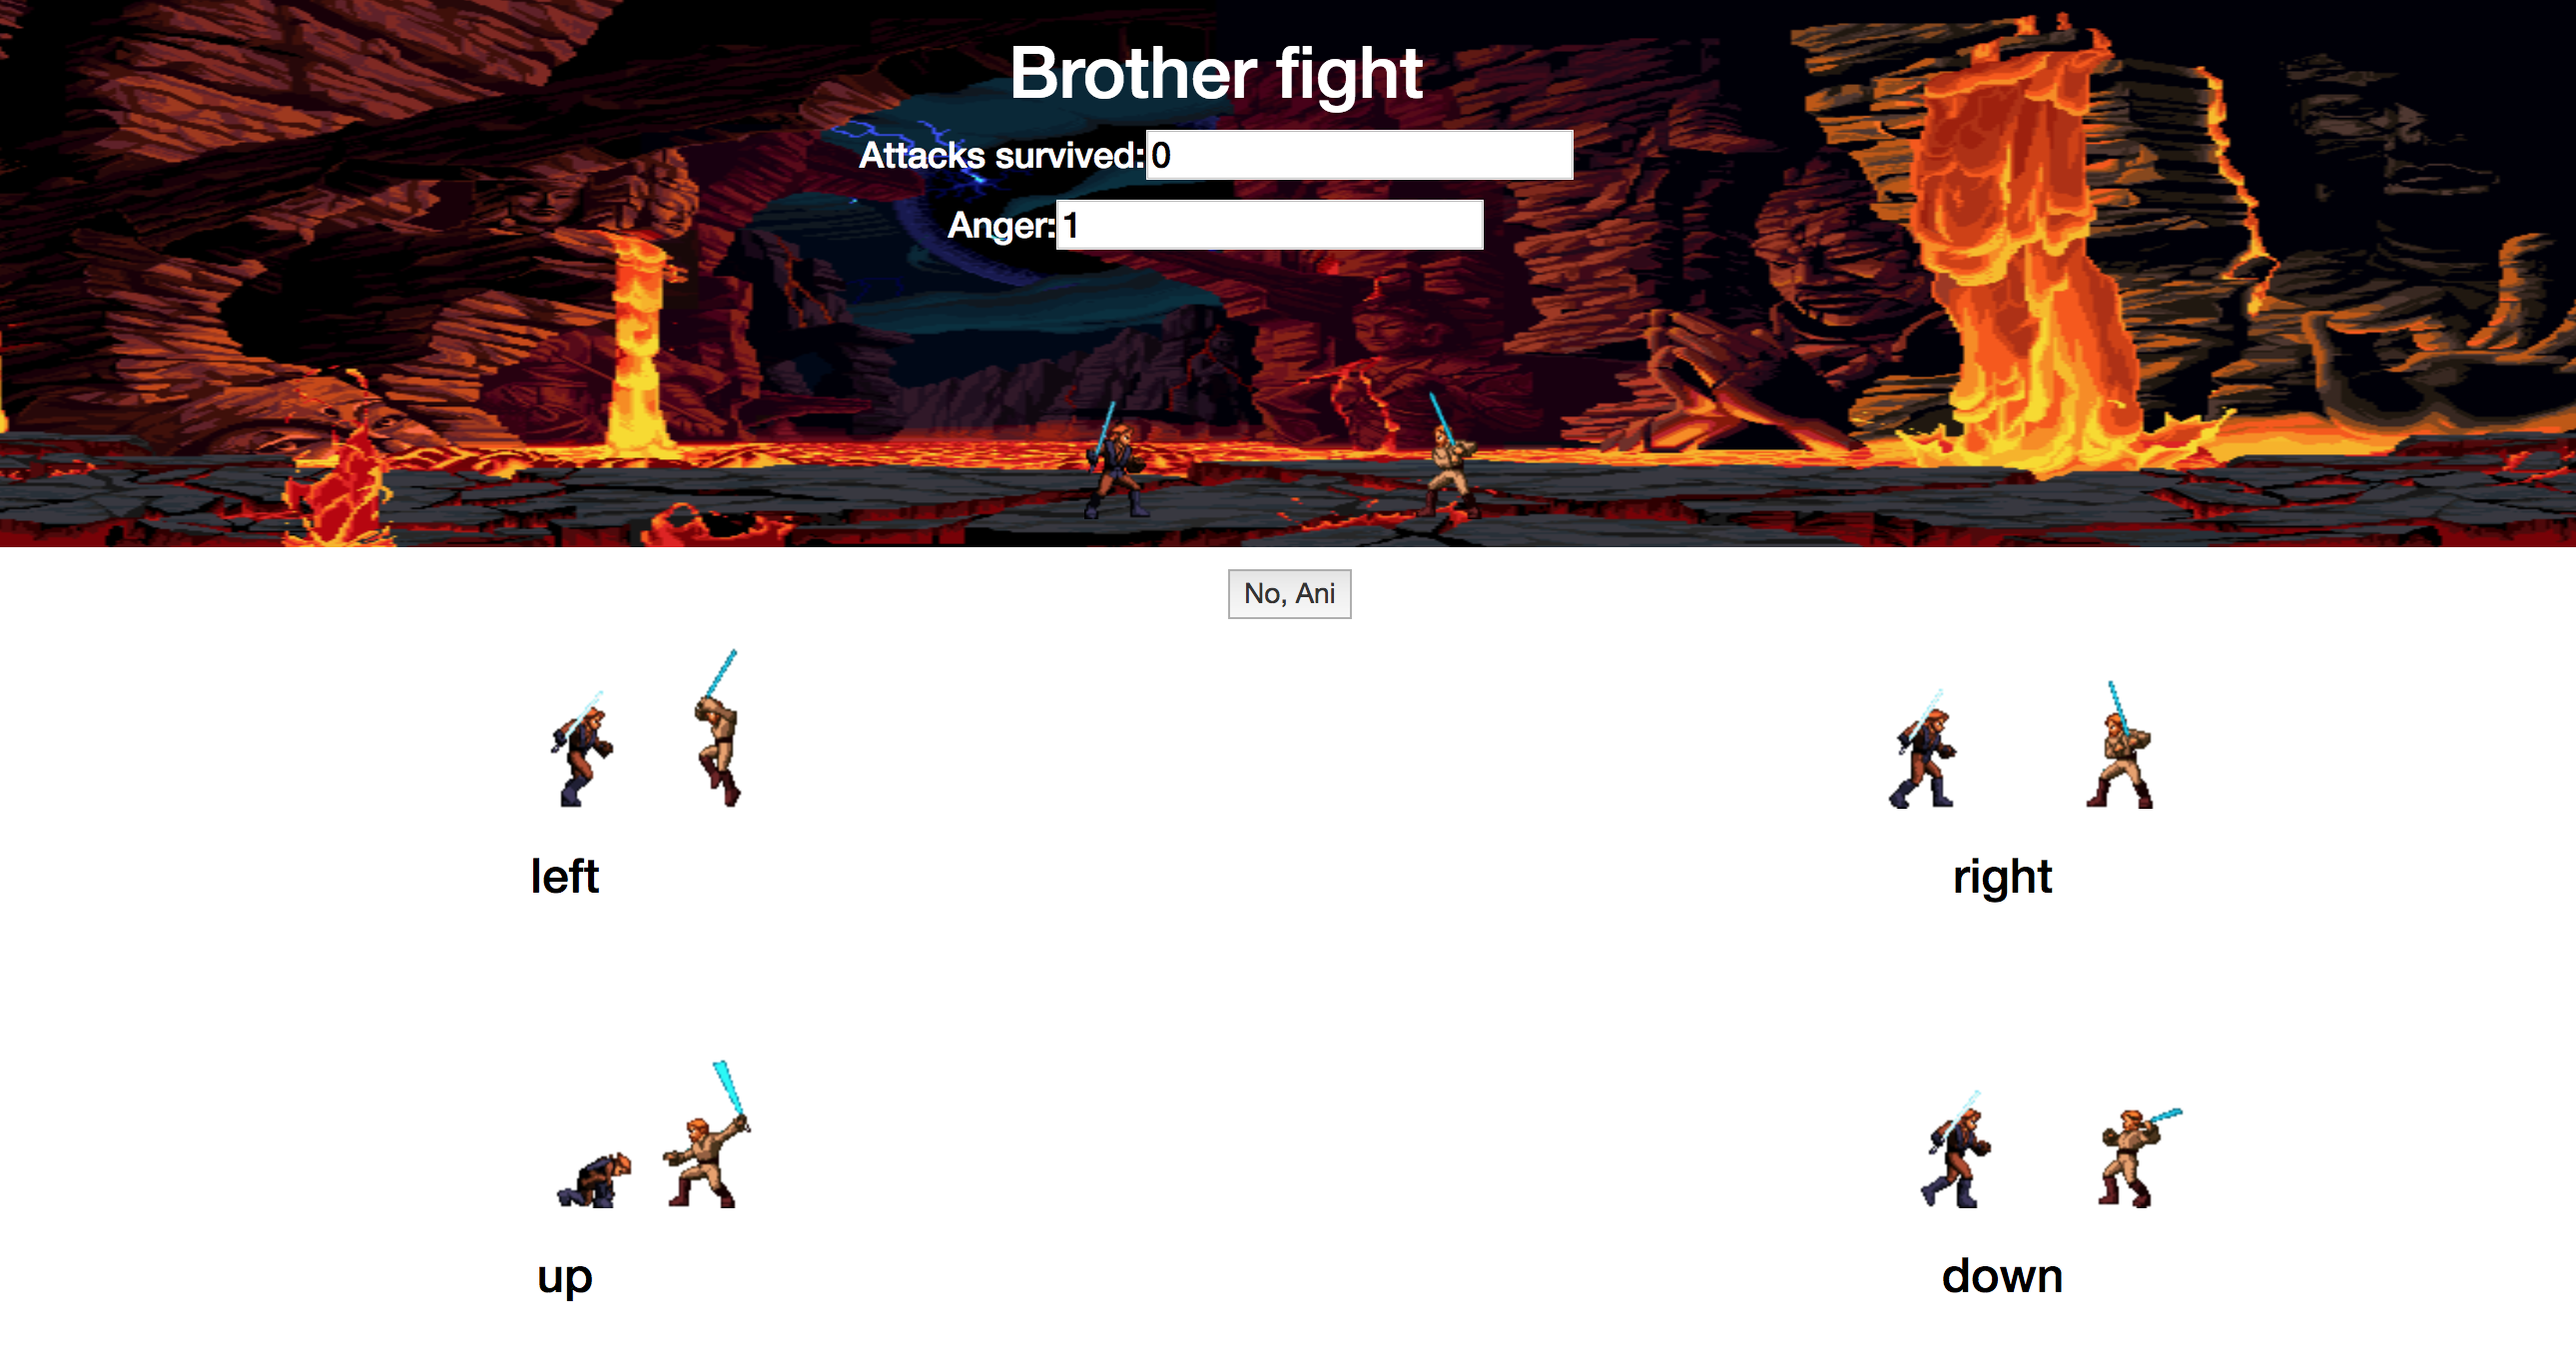 Brother fight
Attacks survived: 0
Anger: 1
No, Ani
left
right
up
down